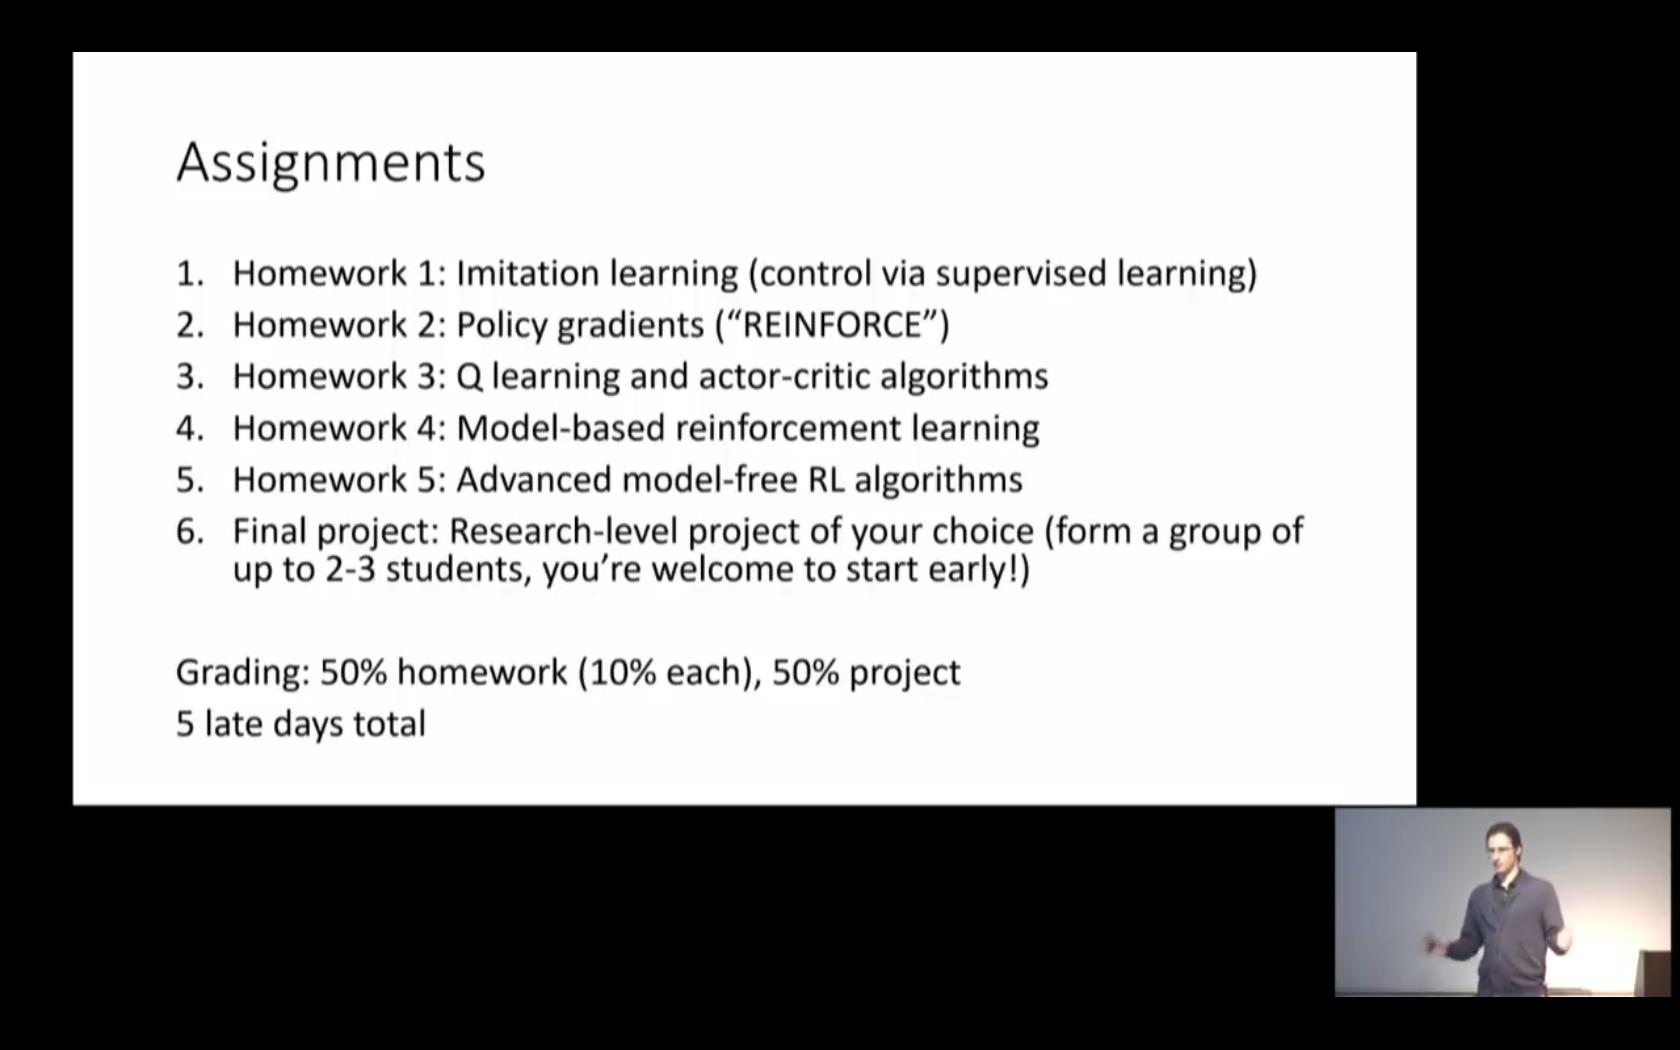 Assignments
1. Homework 1: Imitation learning (control via supervised learning)
2. Homework 2: Policy gradients (“REINFORCE”)
3. Homework 3: Q learning and actor-critic algorithms
4. Homework 4: Model-based reinforcement learning
5. Homework 5: Advanced model-free RL algorithms
6. Final project: Research-level project of your choice (form a group of
up to 2-3 students, you’re welcome to start early!)
Grading: 50% homework (10% each), 50% project
5 late days total